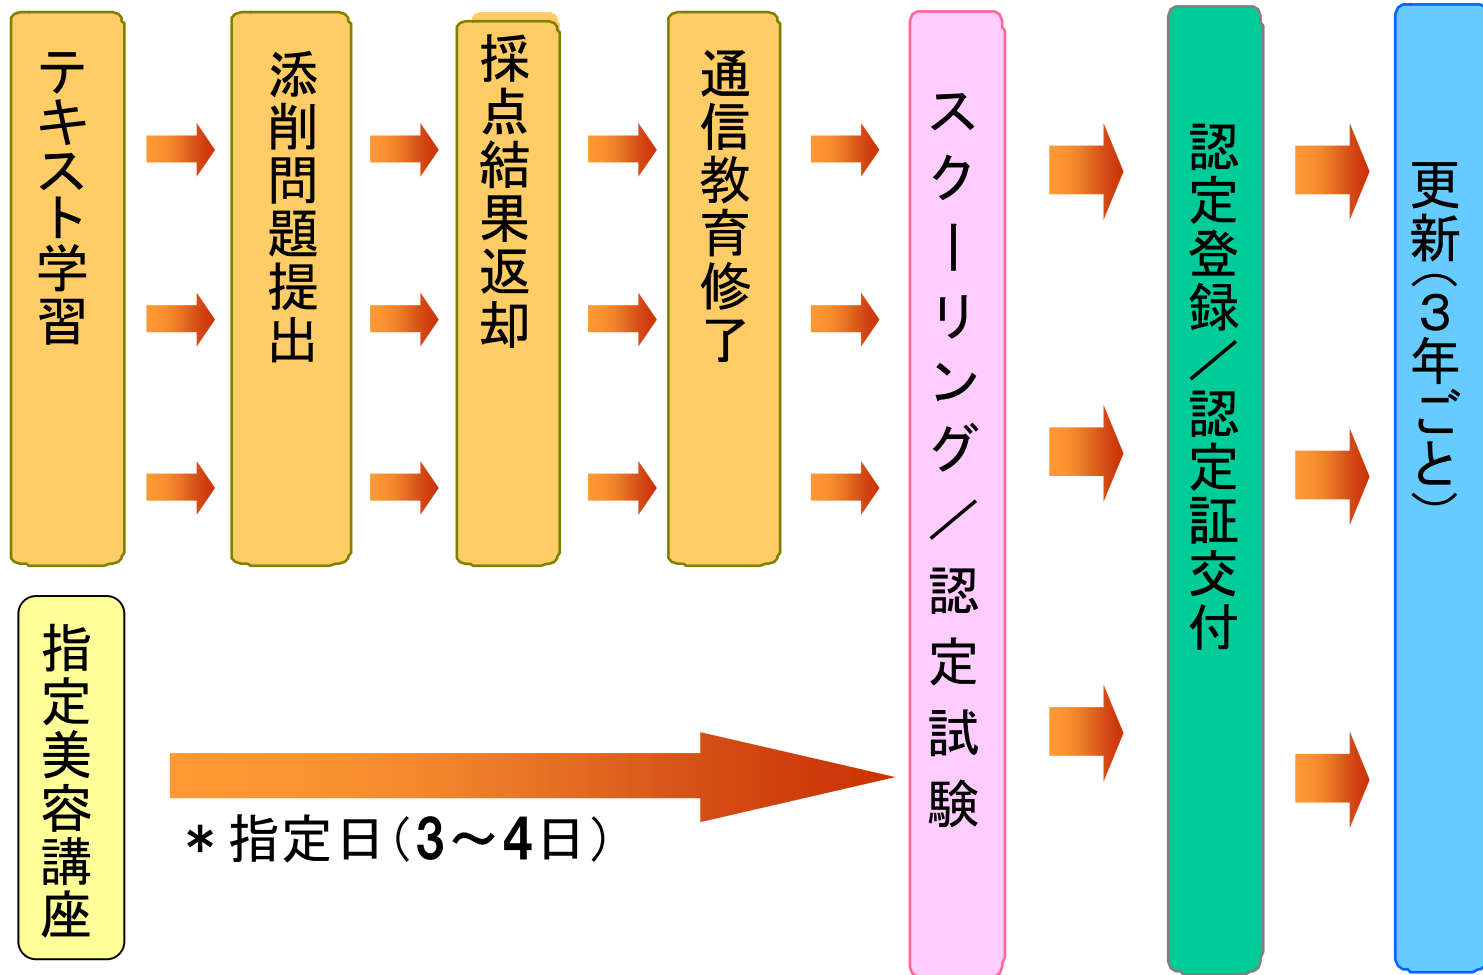 テキスト学習
添削問題提出
採点結果返却
通信教育修了
スクーリング／認定試験
認定登録／認定証交付
更新（３年ごと）
指定美容講座
＊指定日（3～4日）